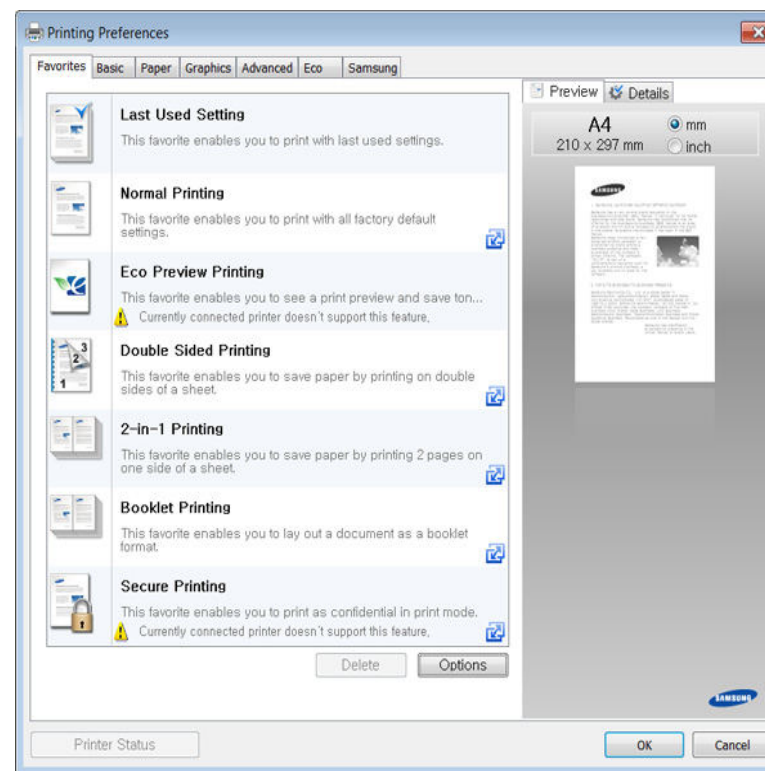 Printing Preferences
Favorites Basic Paper Graphics Advanced Eco Samsung
Last Used Setting
This favorite enables you to print with last used settings.
Normal Printing
This favorite enables you to print with all factory default
settings.
Eco Preview Printing
This favorite enables you to see a print preview and save ton...
Currently connected printer doesn't support this feature,
1 2 3
Double Sided Printing
This favorite enables you to save paper by printing on double
sides of a sheet.
2-in-1 Printing
This favorite enables you to save paper by printing 2 pages on
one side of a sheet.
Booklet Printing
This favorite enables you to lay out a document as a booklet
format.
Secure Printing
This favorite enables you to print as confidential in print mode.
Currently connected printer doesn't support this feature,
Delete Options
Preview Details
A4 mm
210 x 297 mm inch
SAMSUNG
SAMSUNG
Printer Status OK Cancel